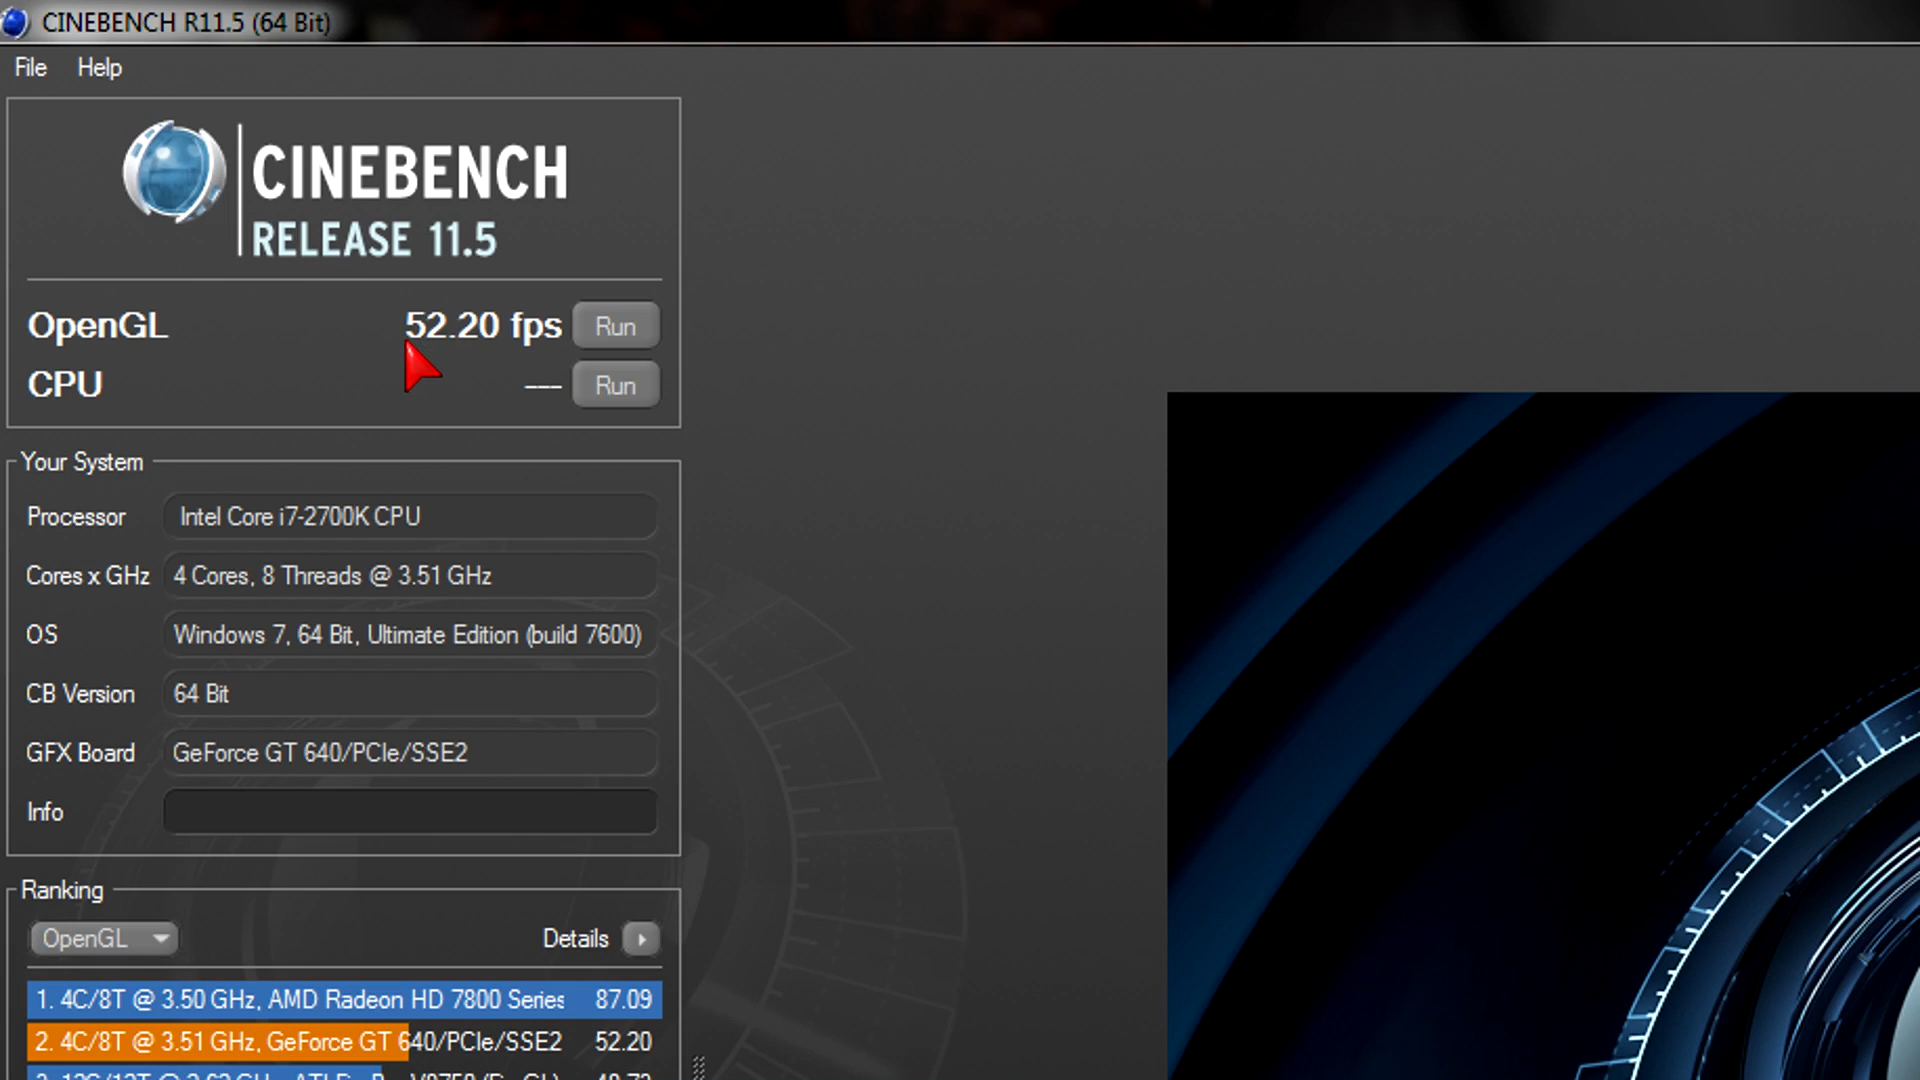 CINEBENCH R11.5 (64 Bit)
File Help
CINEBENCH
RELEASE 11.5
OpenGL 52.20 fps Run
CPU --- Run
Your System
Processor Intel Core i7-2700K CPU
Cores x GHz 4 Cores, 8 Threads @ 3.51 GHz
OS Windows 7, 64 Bit, Ultimate Edition (build 7600)
CB Version 64 Bit
GFX Board GeForce GT 640/PCIe/SSE2
Info
Ranking
OpenGL Details
1. 4C/8T @ 3.50 GHz, AMD Radeon HD 7800 Series 87.09
2. 4C/8T @ 3.51 GHz, GeForce GT 640/PCIe/SSE2 52.20